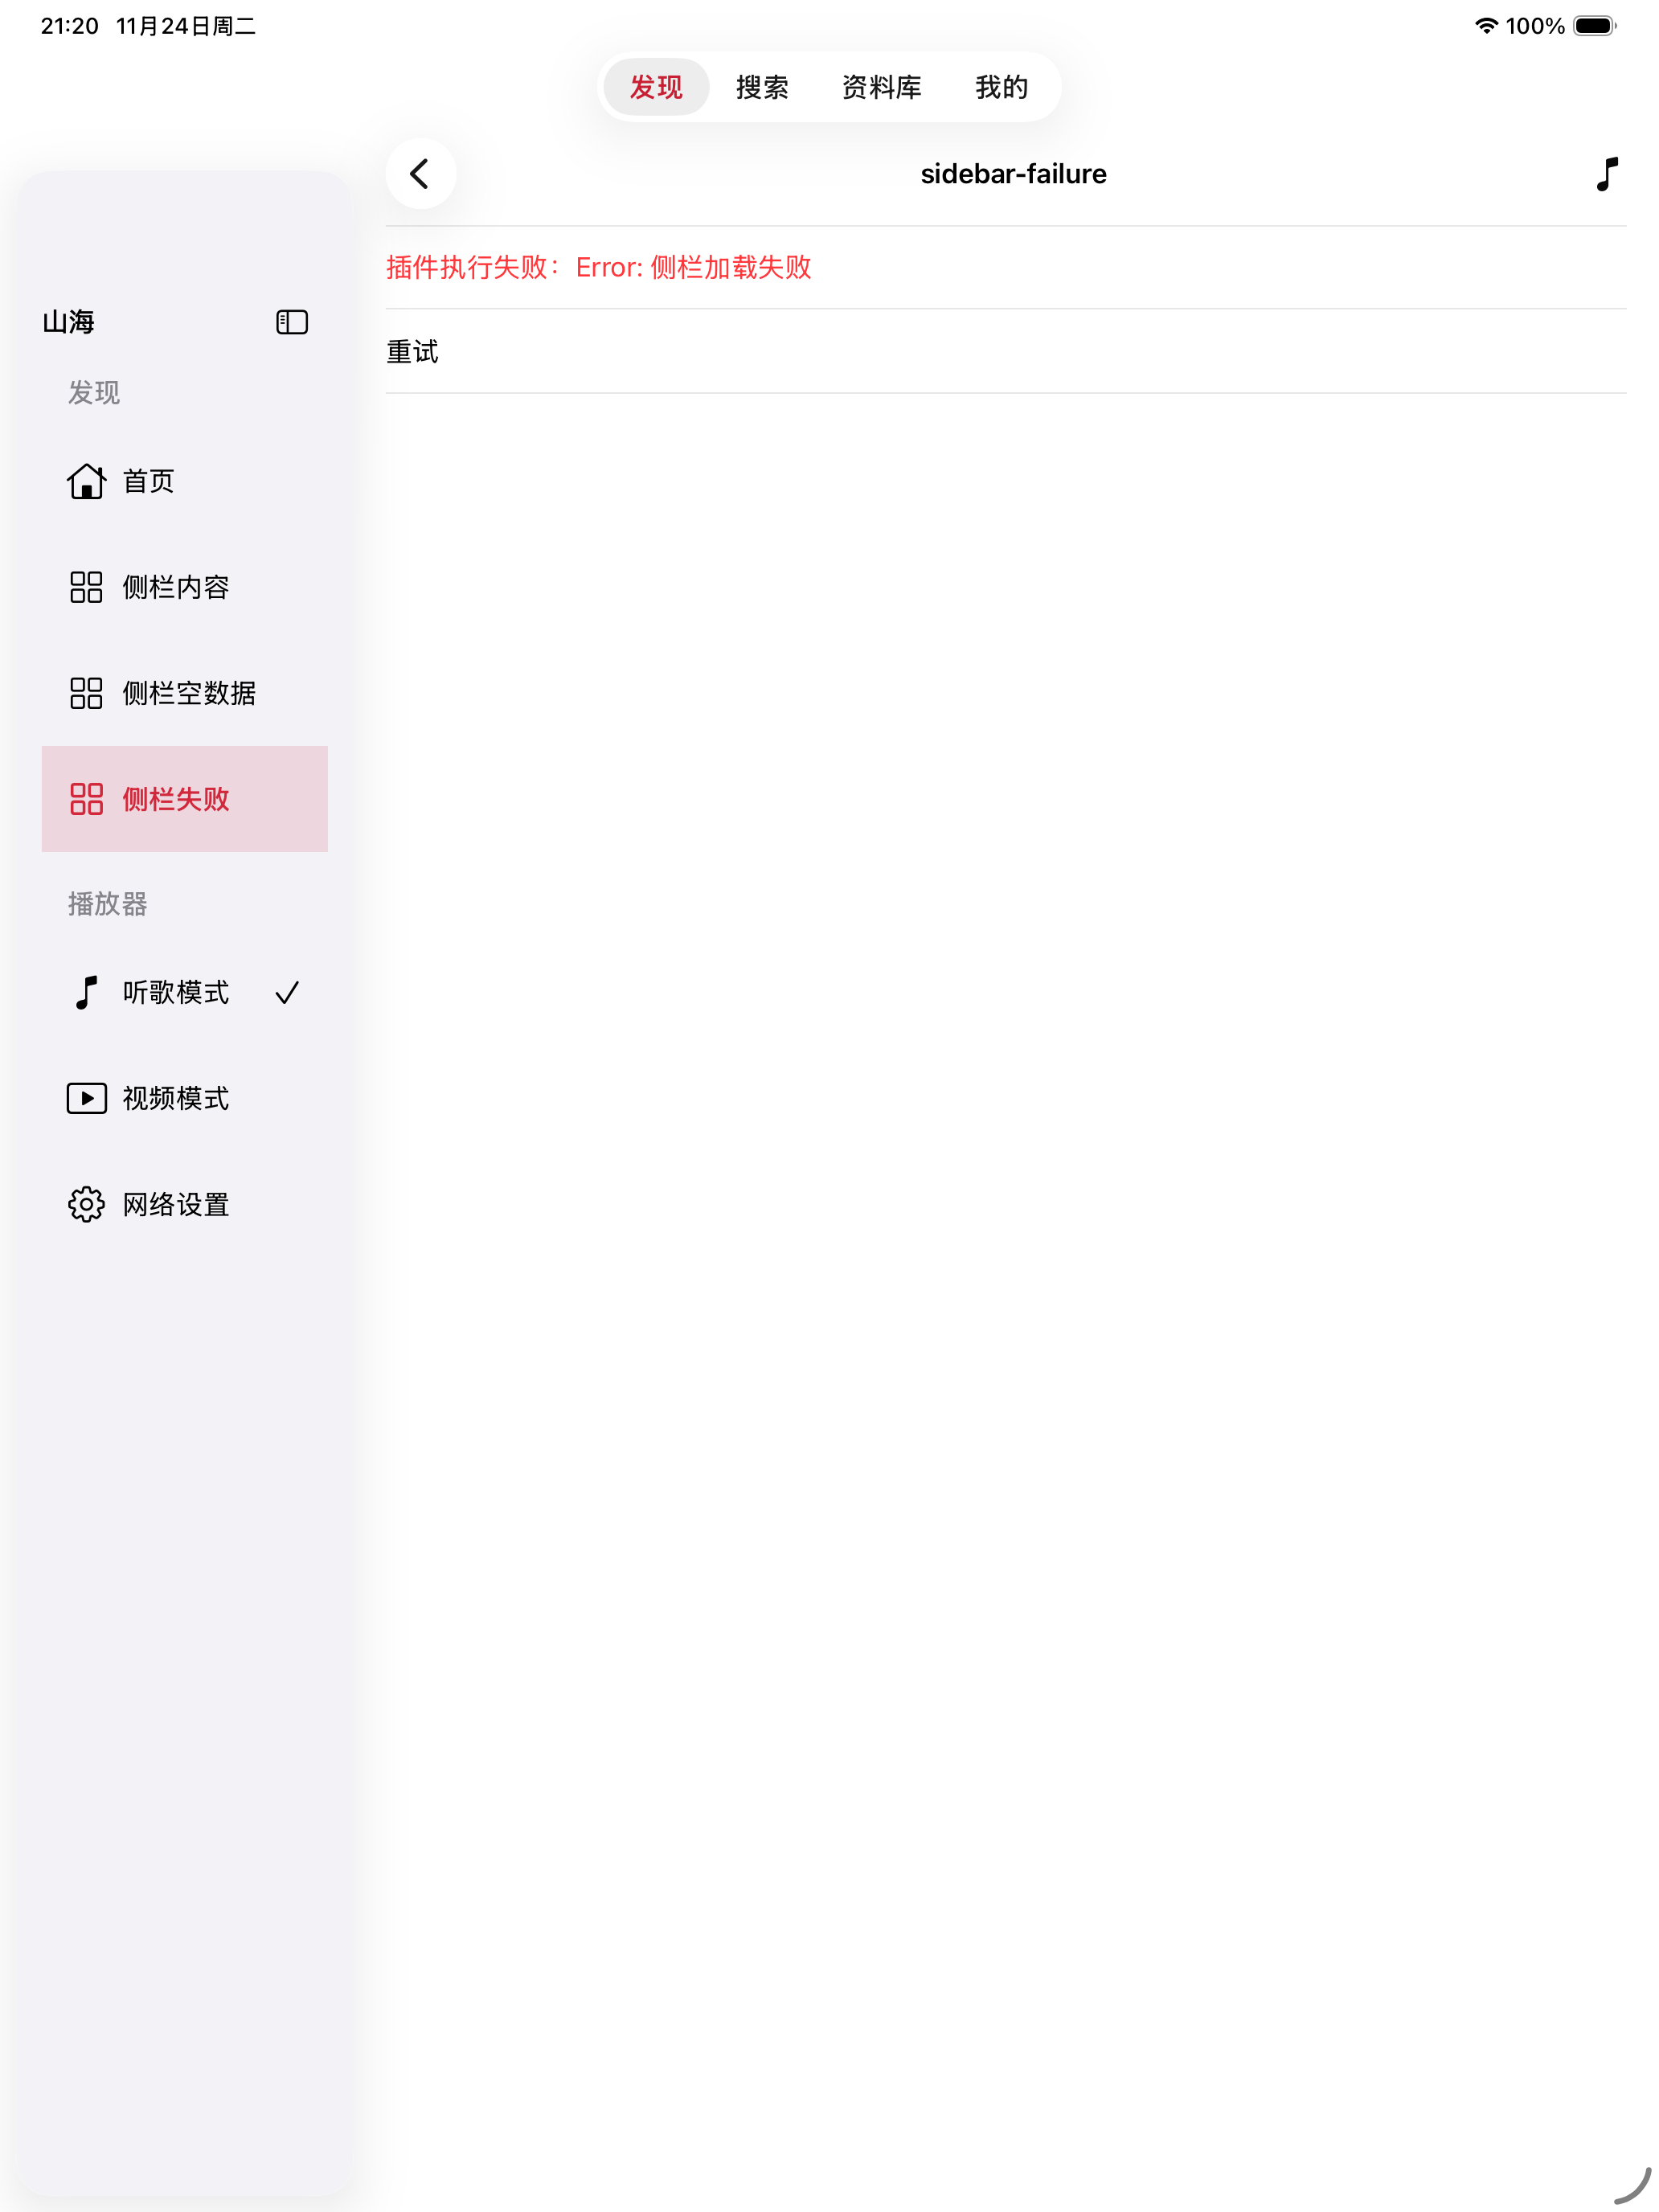 21:20 11月24日周二
100%
发现 搜索 资料库 我的
sidebar-failure
插件执行失败：Error: 侧栏加载失败
重试
山海
发现
首页
侧栏内容
侧栏空数据
侧栏失败
播放器
听歌模式
视频模式
网络设置